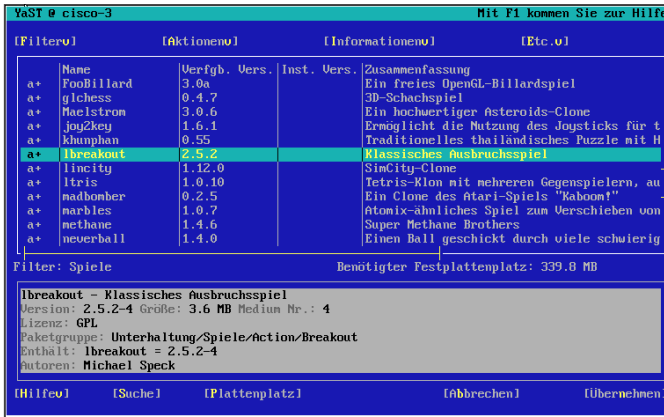 YaST @ cisco-3 Mit F1 kommen Sie zur Hilfe
[Filterv] [Aktionenv] [Informationenv] [Etc.v]
Name Verfgb. Vers. Inst. Vers. Zusammenfassung
a+ FooBillard 3.0a Ein freies OpenGL-Billardspiel
a+ glchess 0.4.7 3D-Schachspiel
a+ Maelstrom 3.0.6 Ein hochwertiger Asteroids-Clone
a+ joy2key 1.6.1 Ermöglicht die Nutzung des Joysticks für t
a+ khunphan 0.55 Traditionelles thailändisches Puzzle mit H
a+ lbreakout 2.5.2 Klassisches Ausbruchsspiel
a+ lincity 1.12.0 SimCity-Clone
a+ ltris 1.0.10 Tetris-Klon mit mehreren Gegenspielern, au
a+ madbomber 0.2.5 Ein Clone des Atari-Spiels "Kaboom!"
a+ marbles 1.0.7 Atomix-ähnliches Spiel zum Verschieben von
a+ methane 1.4.6 Super Methane Brothers
a+ neverball 1.4.0 Einen Ball geschickt durch viele schwierig
Filter: Spiele Benötigter Festplattenplatz: 339.8 MB
lbreakout - Klassisches Ausbruchsspiel
Version: 2.5.2-4 Größe: 3.6 MB Medium Nr.: 4
Lizenz: GPL
Paketgruppe: Unterhaltung/Spiele/Action/Breakout
Enthält: lbreakout = 2.5.2-4
Autoren: Michael Speck
[Hilfev] [Suche] [Plattenplatz] [Abbrechen] [Übernehmen]